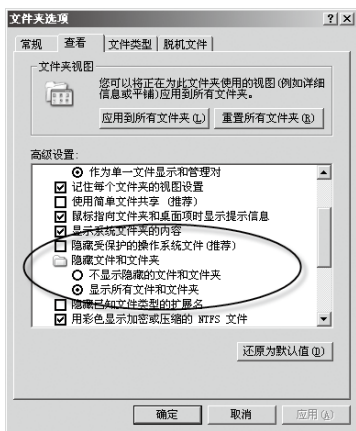 文件夹选项
常规 查看 文件类型 脱机文件
文件夹视图
您可以将正在为此文件夹使用的视图(例如详细
信息或平铺)应用到所有文件夹。
应用到所有文件夹(L) 重置所有文件夹(R)
高级设置:
作为单一文件显示和管理对
记住每个文件夹的视图设置
使用简单文件共享(推荐)
鼠标指向文件夹和桌面项时显示提示信息
显示系统文件夹的内容
隐藏受保护的操作系统文件(推荐)
隐藏文件和文件夹
不显示隐藏的文件和文件夹
显示所有文件和文件夹
隐藏已知文件类型的扩展名
用彩色显示加密或压缩的 NTFS 文件
还原为默认值(D)
确定 取消 应用(A)